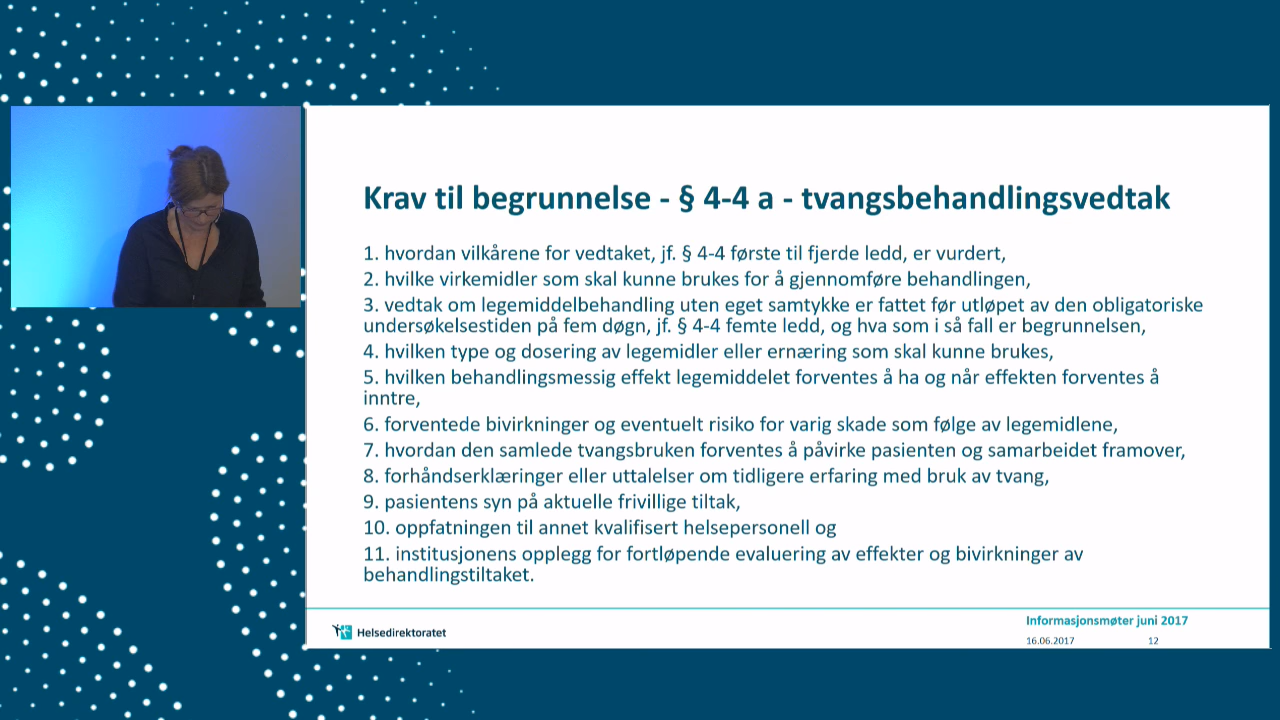 Krav til begrunnelse - § 4-4 a - tvangsbehandlingsvedtak
1. hvordan vilkårene for vedtaket, jf. § 4-4 første til fjerde ledd, er vurdert,
2. hvilke virkemidler som skal kunne brukes for å gjennomføre behandlingen,
3. vedtak om legemiddelbehandling uten eget samtykke er fattet før utløpet av den obligatoriske
undersøkelsestiden på fem døgn, jf. § 4-4 femte ledd, og hva som i så fall er begrunnelsen,
4. hvilken type og dosering av legemidler eller ernæring som skal kunne brukes,
5. hvilken behandlingsmessig effekt legemiddelet forventes å ha og når effekten forventes å
inntre,
6. forventede bivirkninger og eventuelt risiko for varig skade som følge av legemidlene,
7. hvordan den samlede tvangsbruken forventes å påvirke pasienten og samarbeidet framover,
8. forhåndserklæringer eller uttalelser om tidligere erfaring med bruk av tvang,
9. pasientens syn på aktuelle frivillige tiltak,
10. oppfatningen til annet kvalifisert helsepersonell og
11. institusjonens opplegg for fortløpende evaluering av effekter og bivirkninger av
behandlingstiltaket.
Helsedirektoratet
Informasjonsmøter juni 2017
16.06.2017 12